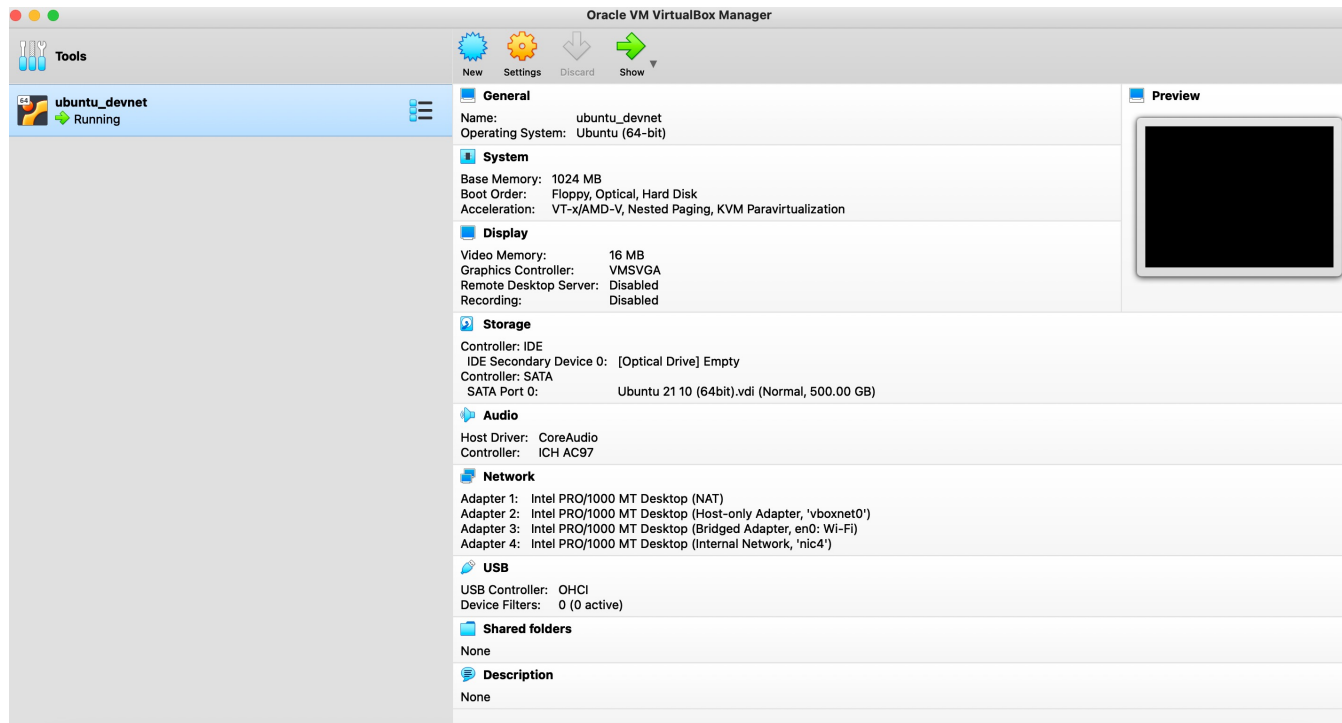 Oracle VM VirtualBox Manager
Tools
New Settings Discard Show
64
ubuntu_devnet
Running
General
Name: ubuntu_devnet
Operating System: Ubuntu (64-bit)
Preview
System
Base Memory: 1024 MB
Boot Order: Floppy, Optical, Hard Disk
Acceleration: VT-x/AMD-V, Nested Paging, KVM Paravirtualization
Display
Video Memory: 16 MB
Graphics Controller: VMSVGA
Remote Desktop Server: Disabled
Recording: Disabled
Storage
Controller: IDE
IDE Secondary Device 0: [Optical Drive] Empty
Controller: SATA
SATA Port 0: Ubuntu 21 10 (64bit).vdi (Normal, 500.00 GB)
Audio
Host Driver: CoreAudio
Controller: ICH AC97
Network
Adapter 1: Intel PRO/1000 MT Desktop (NAT)
Adapter 2: Intel PRO/1000 MT Desktop (Host-only Adapter, 'vboxnet0')
Adapter 3: Intel PRO/1000 MT Desktop (Bridged Adapter, en0: Wi-Fi)
Adapter 4: Intel PRO/1000 MT Desktop (Internal Network, 'nic4')
USB
USB Controller: OHCI
Device Filters: 0 (0 active)
Shared folders
None
Description
None